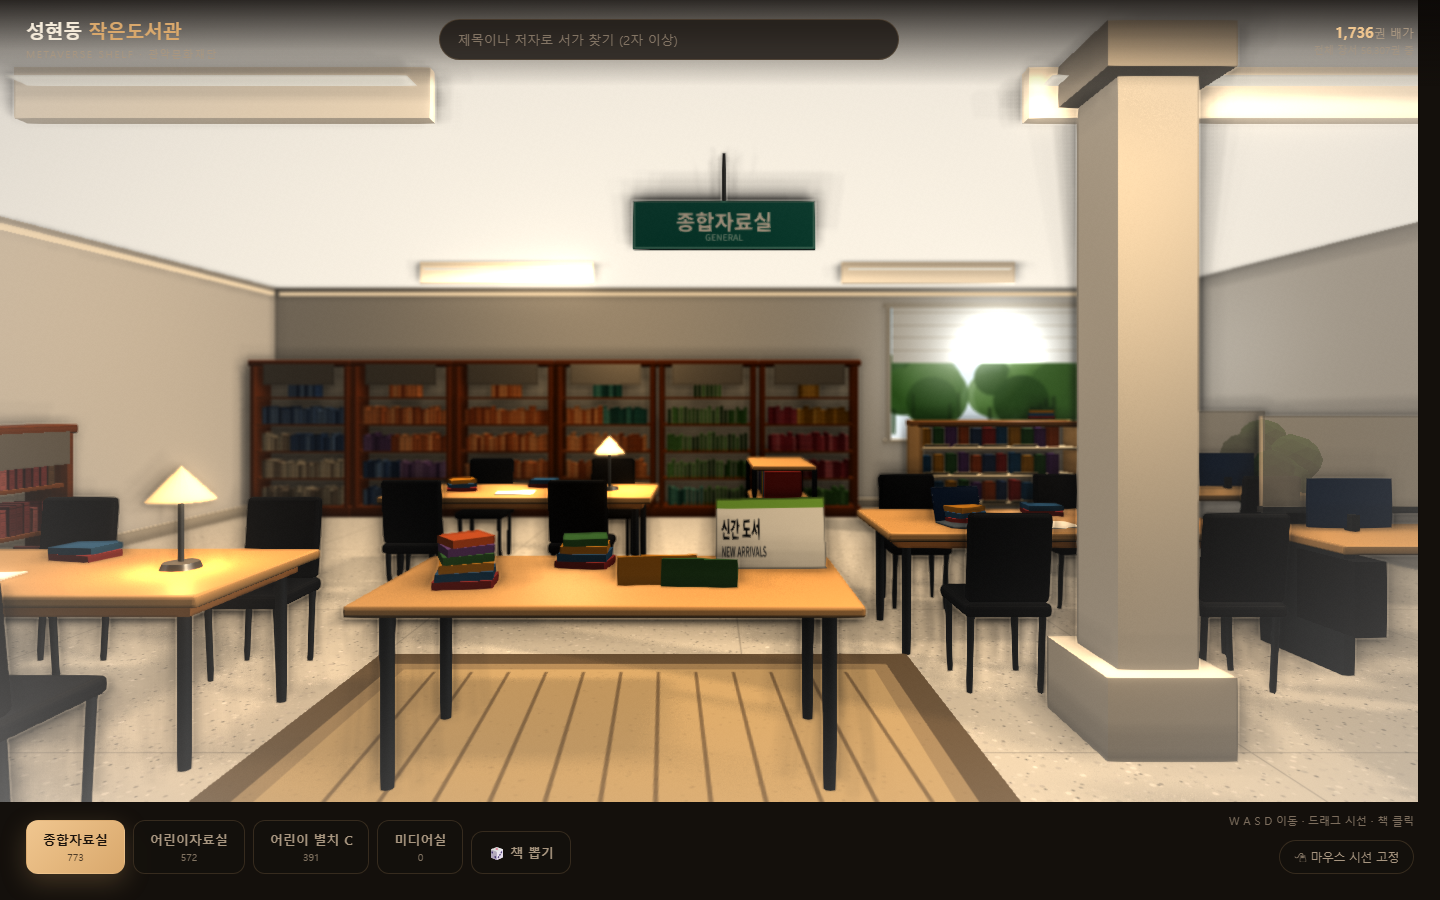 성현동 작은도서관
제목이나 저자로 서가 찾기 (2자 이상)
1,736권 배가
종합자료실
GENERAL
신간 도서
NEW ARRIVALS
종합자료실
773
어린이자료실
572
어린이 별치 C
391
미디어실
0
책 뽑기
W A S D 이동 · 드래그 시선 · 책 클릭
마우스 시선 고정